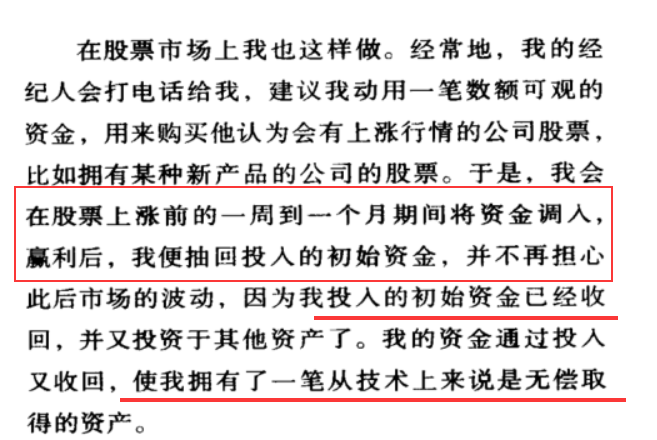 在股票市场上我也这样做。经常地，我的经
纪人会打电话给我，建议我动用一笔数额可观的
资金，用来购买他认为会有上涨行情的公司股票，
比如拥有某种新产品的公司的股票。于是，我会
在股票上涨前的一周到一个月期间将资金调入，
赢利后，我便抽回投入的初始资金，并不再担心
此后市场的波动，因为我投入的初始资金已经收
回，并又投资于其他资产了。我的资金通过投入
又收回，使我拥有了一笔从技术上来说是无偿取
得的资产。